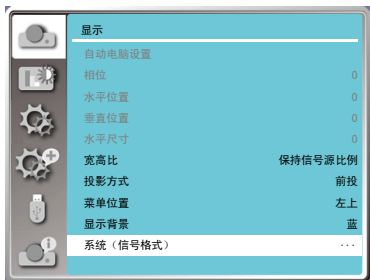 显示
自动电脑设置
相位 0
水平位置 0
垂直位置 0
水平尺寸 0
宽高比 保持信号源比例
投影方式 前投
菜单位置 左上
显示背景 蓝
系统（信号格式） ···